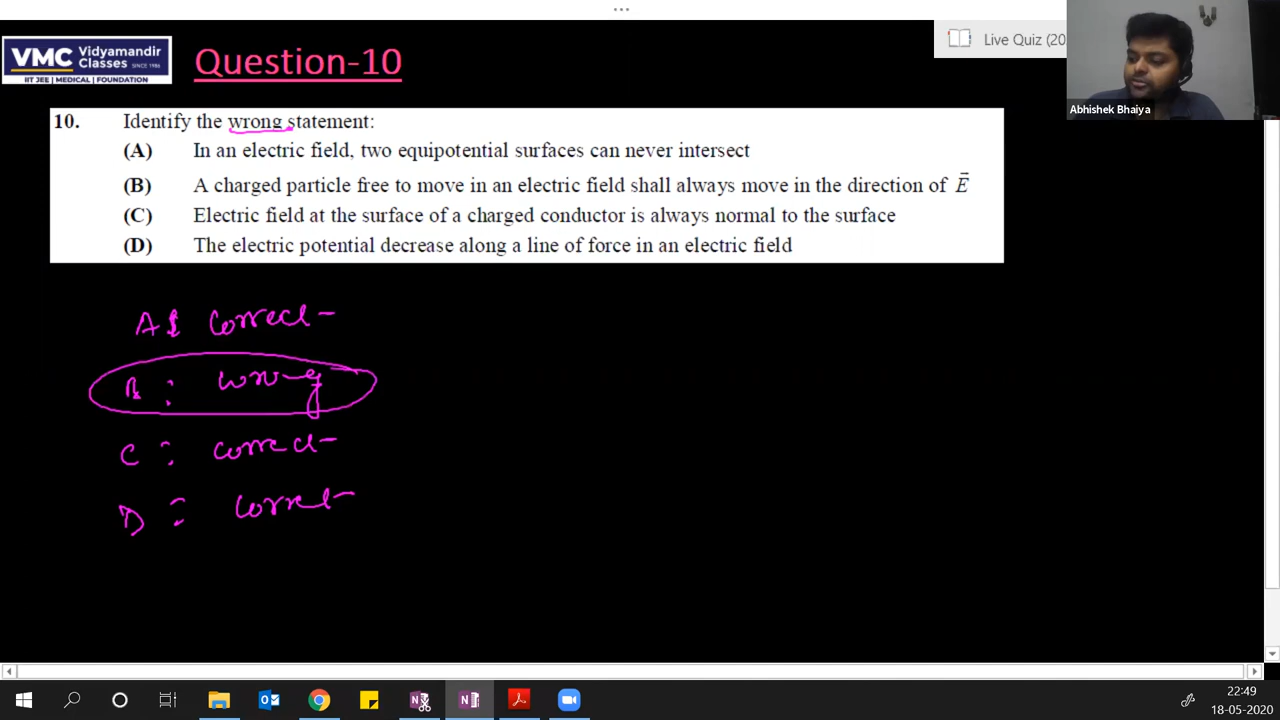 ...
VMC Vidyamandir Classes SINCE 1986
IIT JEE | MEDICAL | FOUNDATION
Question-10
Live Quiz (20
Abhishek Bhaiya
10. Identify the wrong statement:
(A) In an electric field, two equipotential surfaces can never intersect
(B) A charged particle free to move in an electric field shall always move in the direction of E⃗
(C) Electric field at the surface of a charged conductor is always normal to the surface
(D) The electric potential decrease along a line of force in an electric field
A : correct
B : wrong
C : correct
D : correct
22:49
18-05-2020